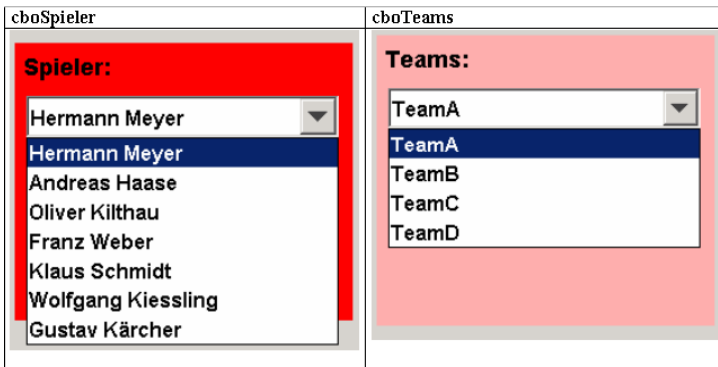 cboSpieler
Spieler:
Hermann Meyer
Hermann Meyer
Andreas Haase
Oliver Kilthau
Franz Weber
Klaus Schmidt
Wolfgang Kiessling
Gustav Kärcher
cboTeams
Teams:
TeamA
TeamA
TeamB
TeamC
TeamD